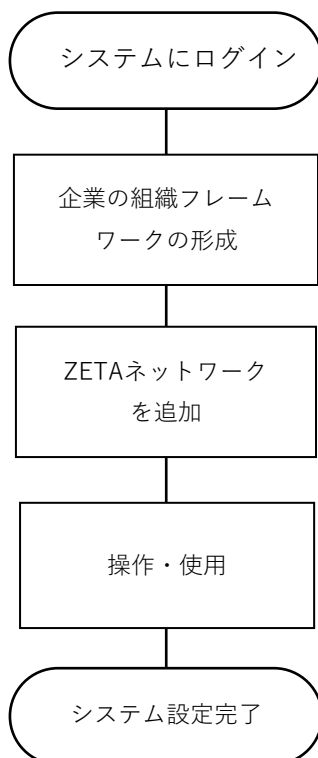 システムにログイン
企業の組織フレーム
ワークの形成
ZETAネットワーク
を追加
操作・使用
システム設定完了